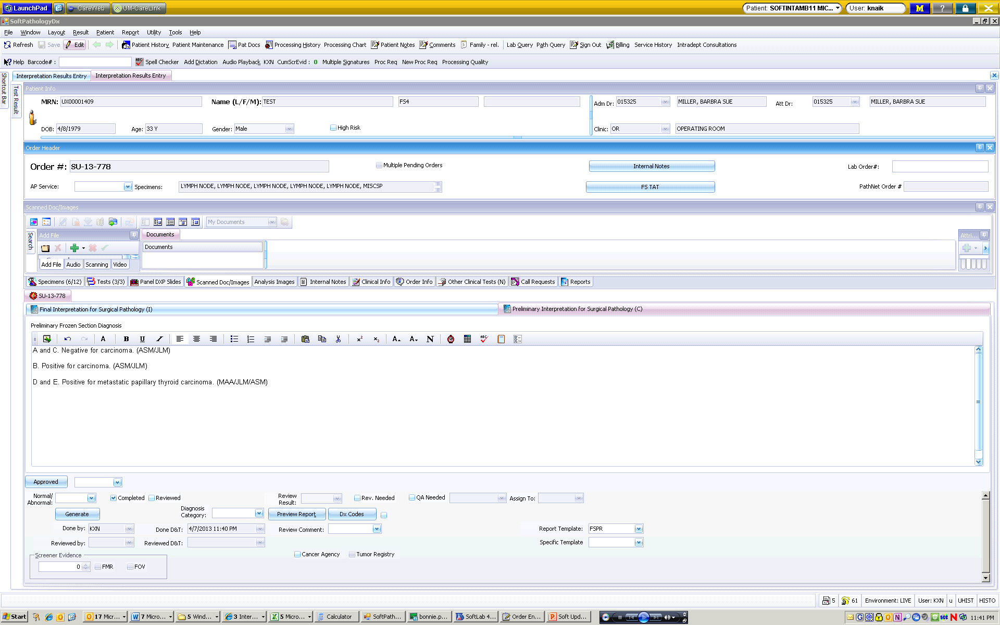 LaunchPad CareWeb UM-CareLink Patient: SOFTINTAMB11 MIC... User: knaik M ?
SoftPathologyDx
File Window Layout Result Patient Report Utility Tools Help
Refresh Save Edit Patient History Patient Maintenance Pat Docs Processing History Processing Chart Patient Notes Comments Family - rel. Lab Query Path Query Sign Out Billing Service History Intradept Consultations
Help Barcode# : Spell Checker Add Dictation Audio Playback KXN CumScrEvid : 0 Multiple Signatures Proc Req New Proc Req Processing Quality
Shortcut Bar
Test Result
Interpretation Results Entry Interpretation Results Entry
Patient Info
MRN: UX00001409 Name (L/F/M): TEST FS4 Adm Dr: 015325 MILLER, BARBRA SUE Att Dr: 015325 MILLER, BARBRA SUE
DOB: 4/8/1979 Age: 33 Y Gender: Male High Risk Clinic: OR OPERATING ROOM
Order Header
Order #: SU-13-778 Multiple Pending Orders Internal Notes Lab Order#:
AP Service: Specimens: LYMPH NODE, LYMPH NODE, LYMPH NODE, LYMPH NODE, LYMPH NODE, MISCSP FS TAT PathNet Order #
Scanned Doc/Images
My Documents
Search
Add File Documents Attri...
Documents
Add File Audio Scanning Video
Specimens (6/12) Tests (3/3) Panel DXP Slides Scanned Doc/Images Analysis Images Internal Notes Clinical Info Order Info Other Clinical Tests (N) Call Requests Reports
SU-13-778
Final Interpretation for Surgical Pathology (I) Preliminary Interpretation for Surgical Pathology (C)
Preliminary Frozen Section Diagnosis
A B U I x² x₂ A A N ABC
A and C. Negative for carcinoma. (ASM/JLM)
B. Positive for carcinoma. (ASM/JLM)
D and E. Positive for metastatic papillary thyroid carcinoma. (MAA/JLM/ASM)
Approved
Normal/ Abnormal: Completed Reviewed Review Result: Rev. Needed QA Needed Assign To:
Generate Diagnosis Category: Preview Report Dx Codes
Done by: KXN Done D&T: 4/7/2013 11:40 PM Review Comment: Report Template: FSPR
Reviewed by: Reviewed D&T: Specific Template
Screener Evidence Cancer Agency Tumor Registry
0 FMR FOV
5 61 Environment: LIVE User: KXN u UHIST HISTO
Start 17 Micr... 7 Micro... 5 Wind... 3 Inter... 5 Micro... Calculator SoftPath... bonnie.p... SoftLab 4... Order En... Soft Upd... 11:41 PM